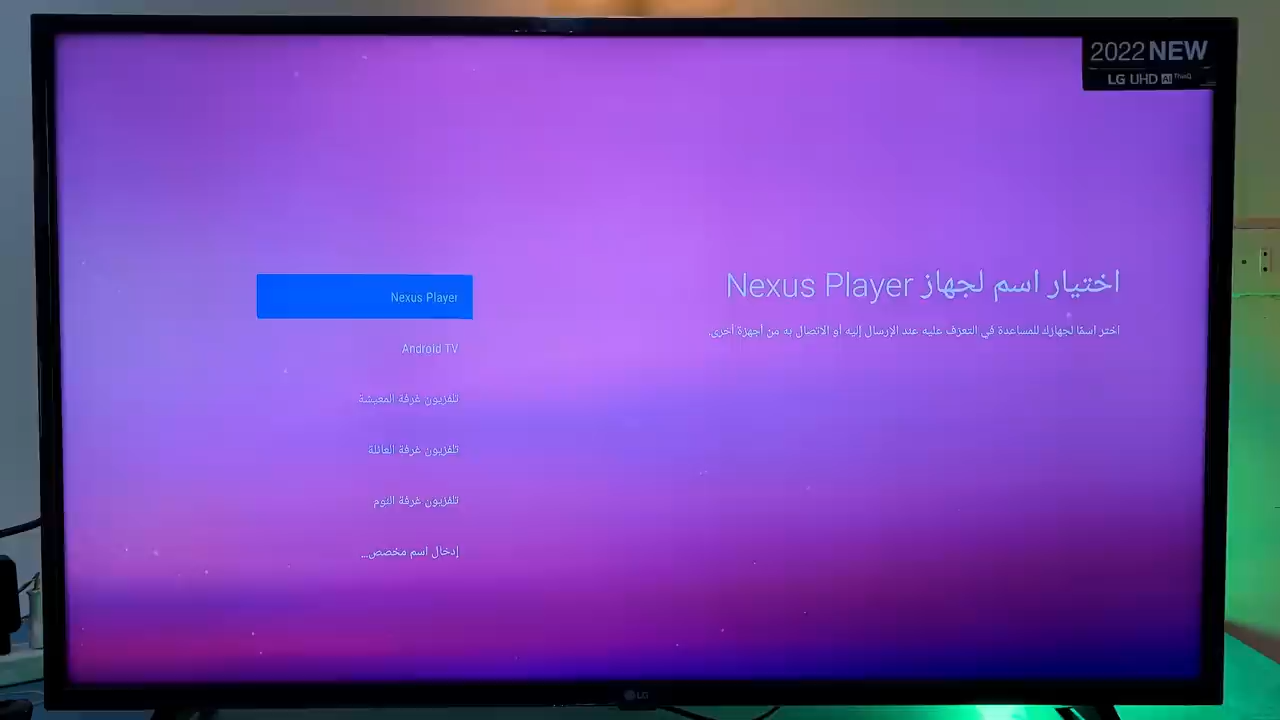 2022 NEW
LG UHD AI ThinQ
اختيار اسم لجهاز Nexus Player
اختر اسمًا لجهازك للمساعدة في التعرّف عليه عند الإرسال إليه أو الاتصال به من أجهزة أخرى.
Nexus Player
Android TV
تلفزيون غرفة المعيشة
تلفزيون غرفة العائلة
تلفزيون غرفة النوم
إدخال اسم مخصص...
LG